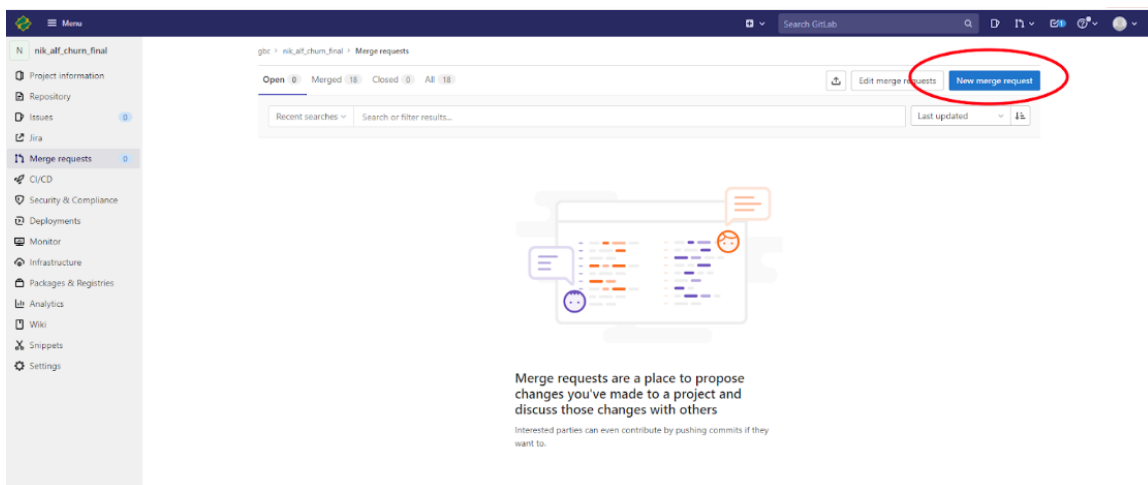 Menu
Search GitLab
1
N nik_alf_churn_final
Project information
Repository
Issues 0
Jira
Merge requests 0
CI/CD
Security & Compliance
Deployments
Monitor
Infrastructure
Packages & Registries
Analytics
Wiki
Snippets
Settings
gbc > nik_alf_churn_final > Merge requests
Open 0 Merged 18 Closed 0 All 18
Edit merge requests New merge request
Recent searches Search or filter results...
Last updated
Merge requests are a place to propose
changes you've made to a project and
discuss those changes with others
Interested parties can even contribute by pushing commits if they
want to.